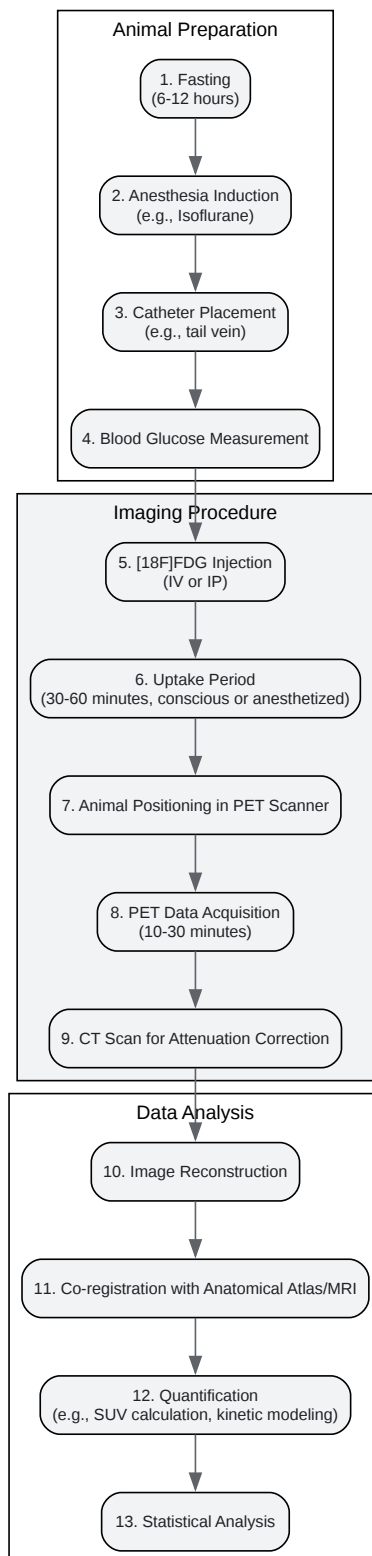 Animal Preparation
1. Fasting
(6-12 hours)
2. Anesthesia Induction
(e.g., Isoflurane)
3. Catheter Placement
(e.g., tail vein)
4. Blood Glucose Measurement
Imaging Procedure
5. [18F]FDG Injection
(IV or IP)
6. Uptake Period
(30-60 minutes, conscious or anesthetized)
7. Animal Positioning in PET Scanner
8. PET Data Acquisition
(10-30 minutes)
9. CT Scan for Attenuation Correction
Data Analysis
10. Image Reconstruction
11. Co-registration with Anatomical Atlas/MRI
12. Quantification
(e.g., SUV calculation, kinetic modeling)
13. Statistical Analysis